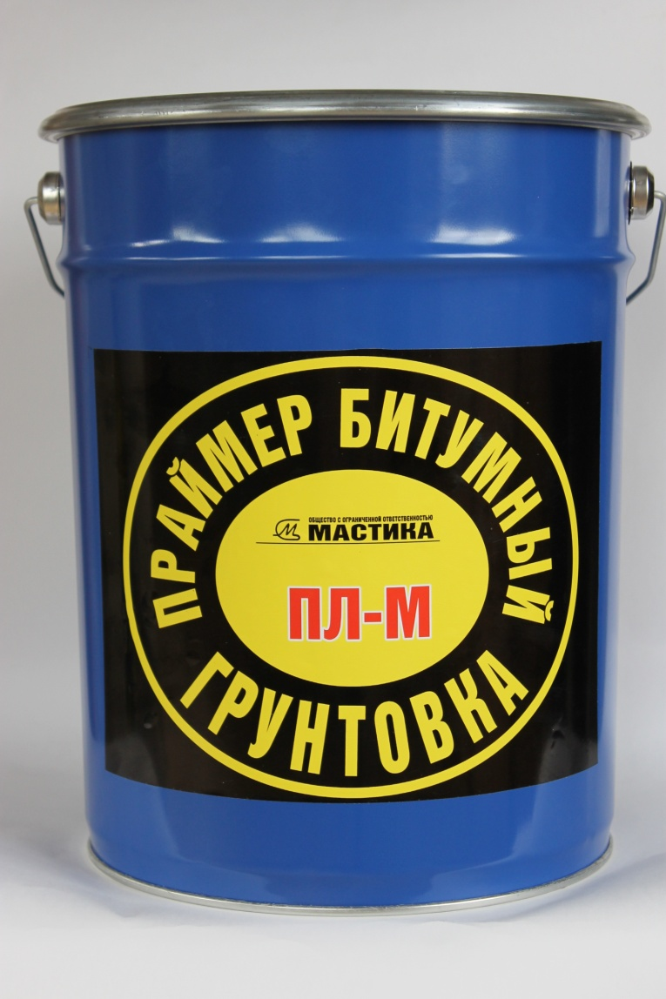 ПРАЙМЕР БИТУМНЫЙ
ОБЩЕСТВО С ОГРАНИЧЕННОЙ ОТВЕТСТВЕННОСТЬЮ
МАСТИКА
ПЛ-М
ГРУНТОВКА